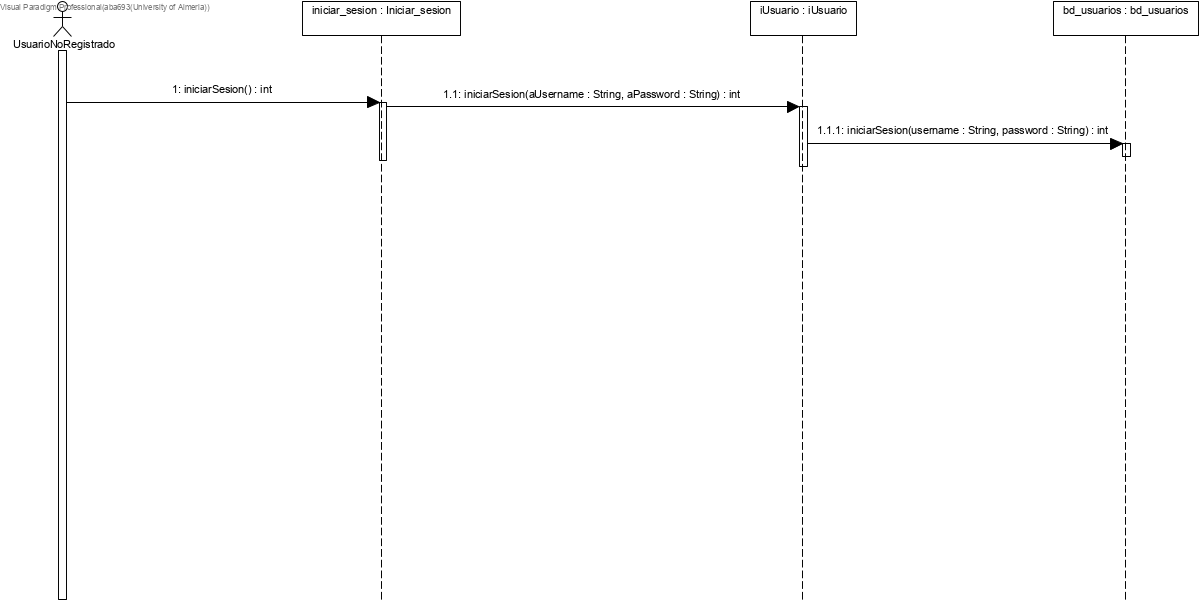 Visual Paradigm Professional(aba693(University of Almeria))
UsuarioNoRegistrado
iniciar_sesion : Iniciar_sesion
iUsuario : iUsuario
bd_usuarios : bd_usuarios
1: iniciarSesion() : int
1.1: iniciarSesion(aUsername : String, aPassword : String) : int
1.1.1: iniciarSesion(username : String, password : String) : int